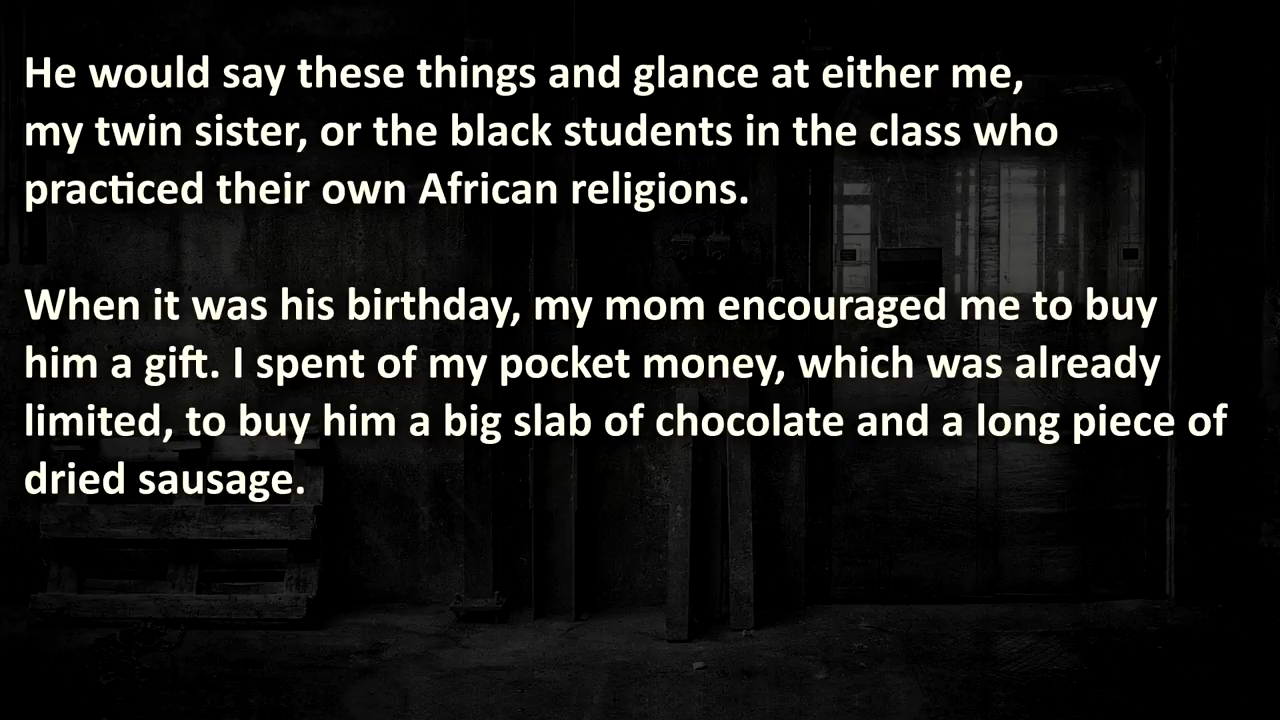 He would say these things and glance at either me,
my twin sister, or the black students in the class who
practiced their own African religions.
When it was his birthday, my mom encouraged me to buy
him a gift. I spent of my pocket money, which was already
limited, to buy him a big slab of chocolate and a long piece of
dried sausage.